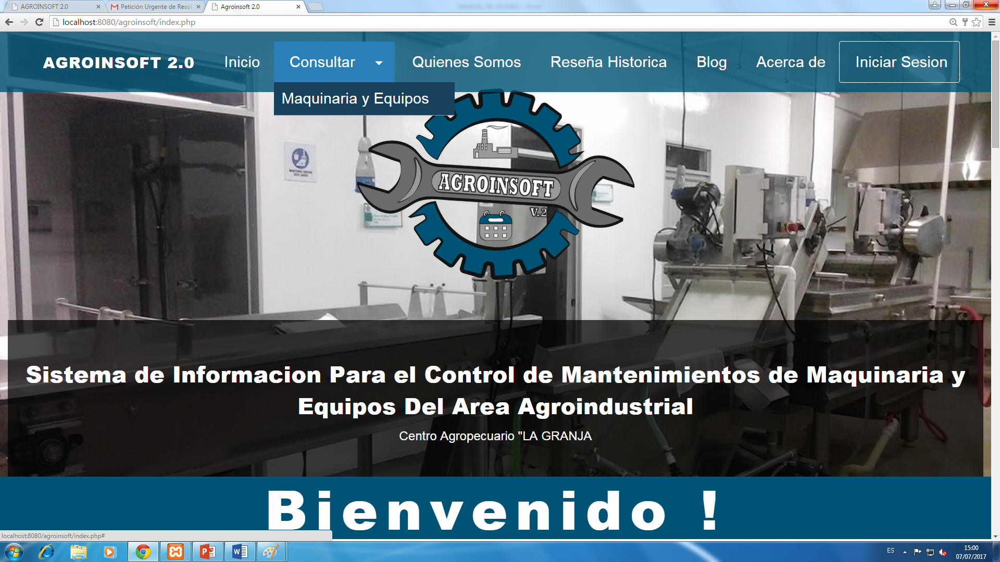 AGROINSOFT 2.0
Petición Urgente de Resol
Agroinsoft 2.0
localhost:8080/agroinsoft/index.php
AGROINSOFT 2.0
Inicio
Consultar
Quienes Somos
Reseña Historica
Blog
Acerca de
Iniciar Sesion
Maquinaria y Equipos
AGROINSOFT
V.2
Sistema de Informacion Para el Control de Mantenimientos de Maquinaria y
Equipos Del Area Agroindustrial
Centro Agropecuario "LA GRANJA
Bienvenido !
localhost:8080/agroinsoft/index.php#
ES
15:00
07/07/2017